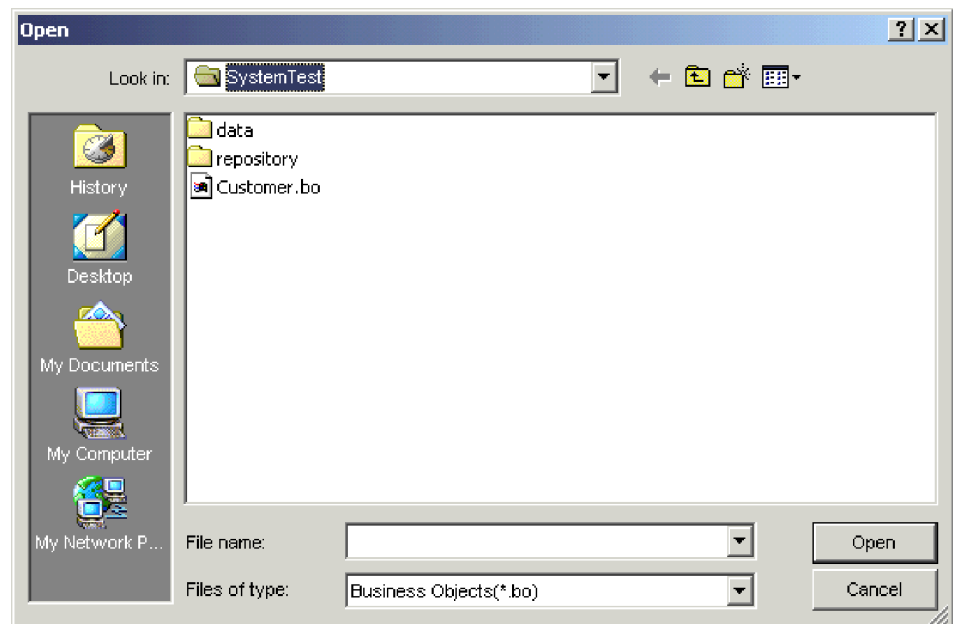 Open
Look in:
SystemTest
data
repository
Customer.bo
History
Desktop
My Documents
My Computer
My Network P...
File name:
Open
Files of type:
Business Objects(*.bo)
Cancel